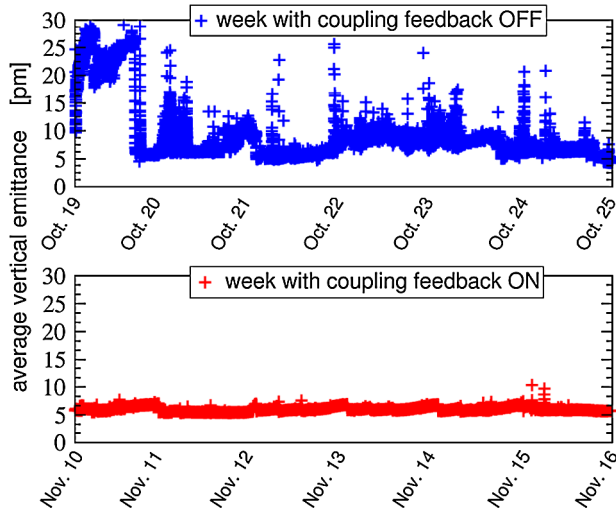 average vertical emittance [pm]
+ week with coupling feedback OFF
30
25
20
15
10
5
0
Oct. 19
Oct. 20
Oct. 21
Oct. 22
Oct. 23
Oct. 24
Oct. 25
+ week with coupling feedback ON
30
25
20
15
10
5
0
Nov. 10
Nov. 11
Nov. 12
Nov. 13
Nov. 14
Nov. 15
Nov. 16